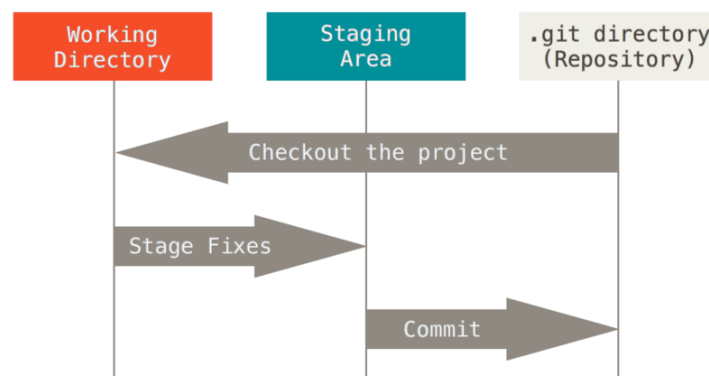 Working
Directory
Staging
Area
.git directory
(Repository)
Checkout the project
Stage Fixes
Commit